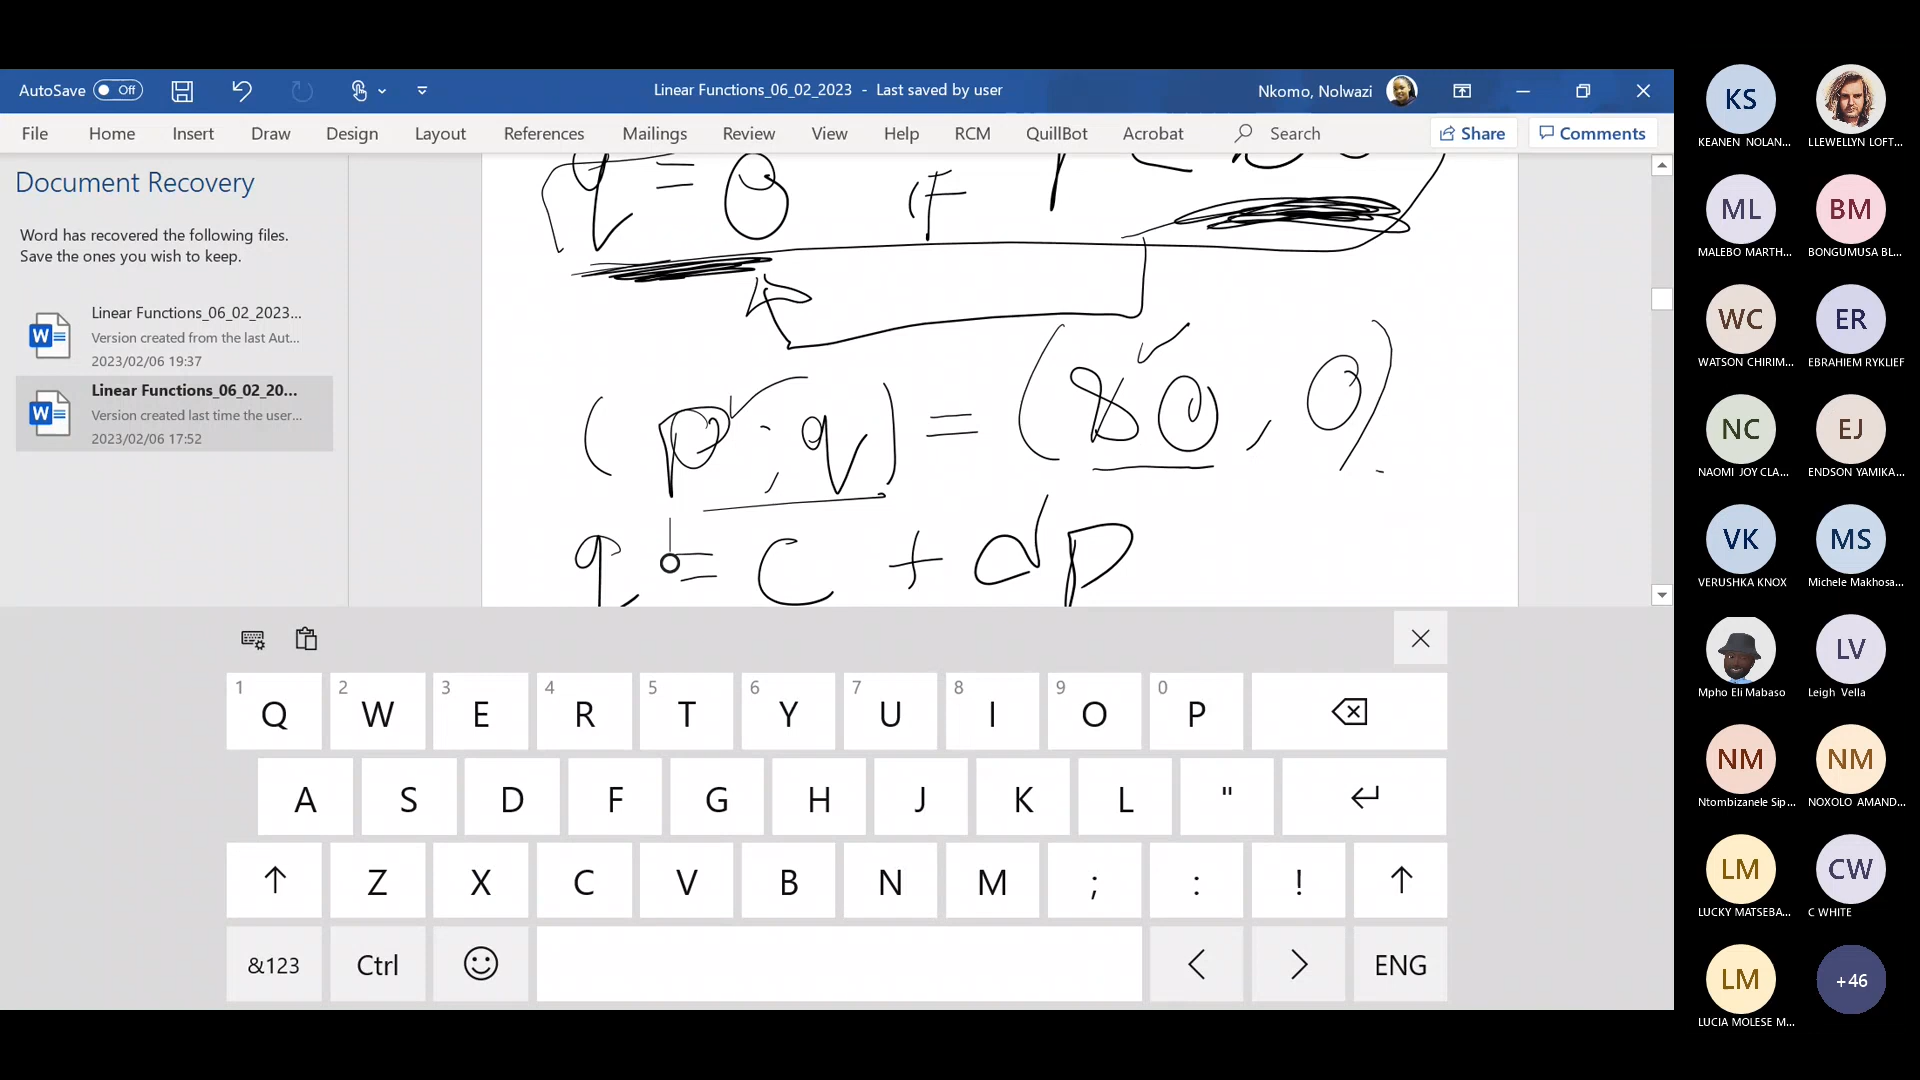 AutoSave Off Linear Functions_06_02_2023 - Last saved by user Nkomo, Nolwazi
File Home Insert Draw Design Layout References Mailings Review View Help RCM QuillBot Acrobat Search Share Comments
Document Recovery
Word has recovered the following files.
Save the ones you wish to keep.
Linear Functions_06_02_2023...
Version created from the last Aut...
2023/02/06 19:37
Linear Functions_06_02_20...
Version created last time the user...
2023/02/06 17:52
q = 0 if p
(p ; q) = (80, 0)
q = c + dp
1 Q 2 W 3 E 4 R 5 T 6 Y 7 U 8 I 9 O 0 P
A S D F G H J K L "
Z X C V B N M ; : !
&123 Ctrl ENG
KS LM
KEANEN NOLAN... LLEWELLYN LOFT...
ML BM
MALEBO MARTH... BONGUMUSA BL...
WC ER
WATSON CHIRIM... EBRAHIEM RYKLIEF
NC EJ
NAOMI JOY CLA... ENDSON YAMIKA...
VK MS
VERUSHKA KNOX Michele Makhosa...
LV
Mpho Eli Mabaso Leigh Vella
NM NM
Ntombizanele Sip... NOXOLO AMAND...
LM CW
LUCKY MATSEBA... C WHITE
LM +46
LUCIA MOLESE M...